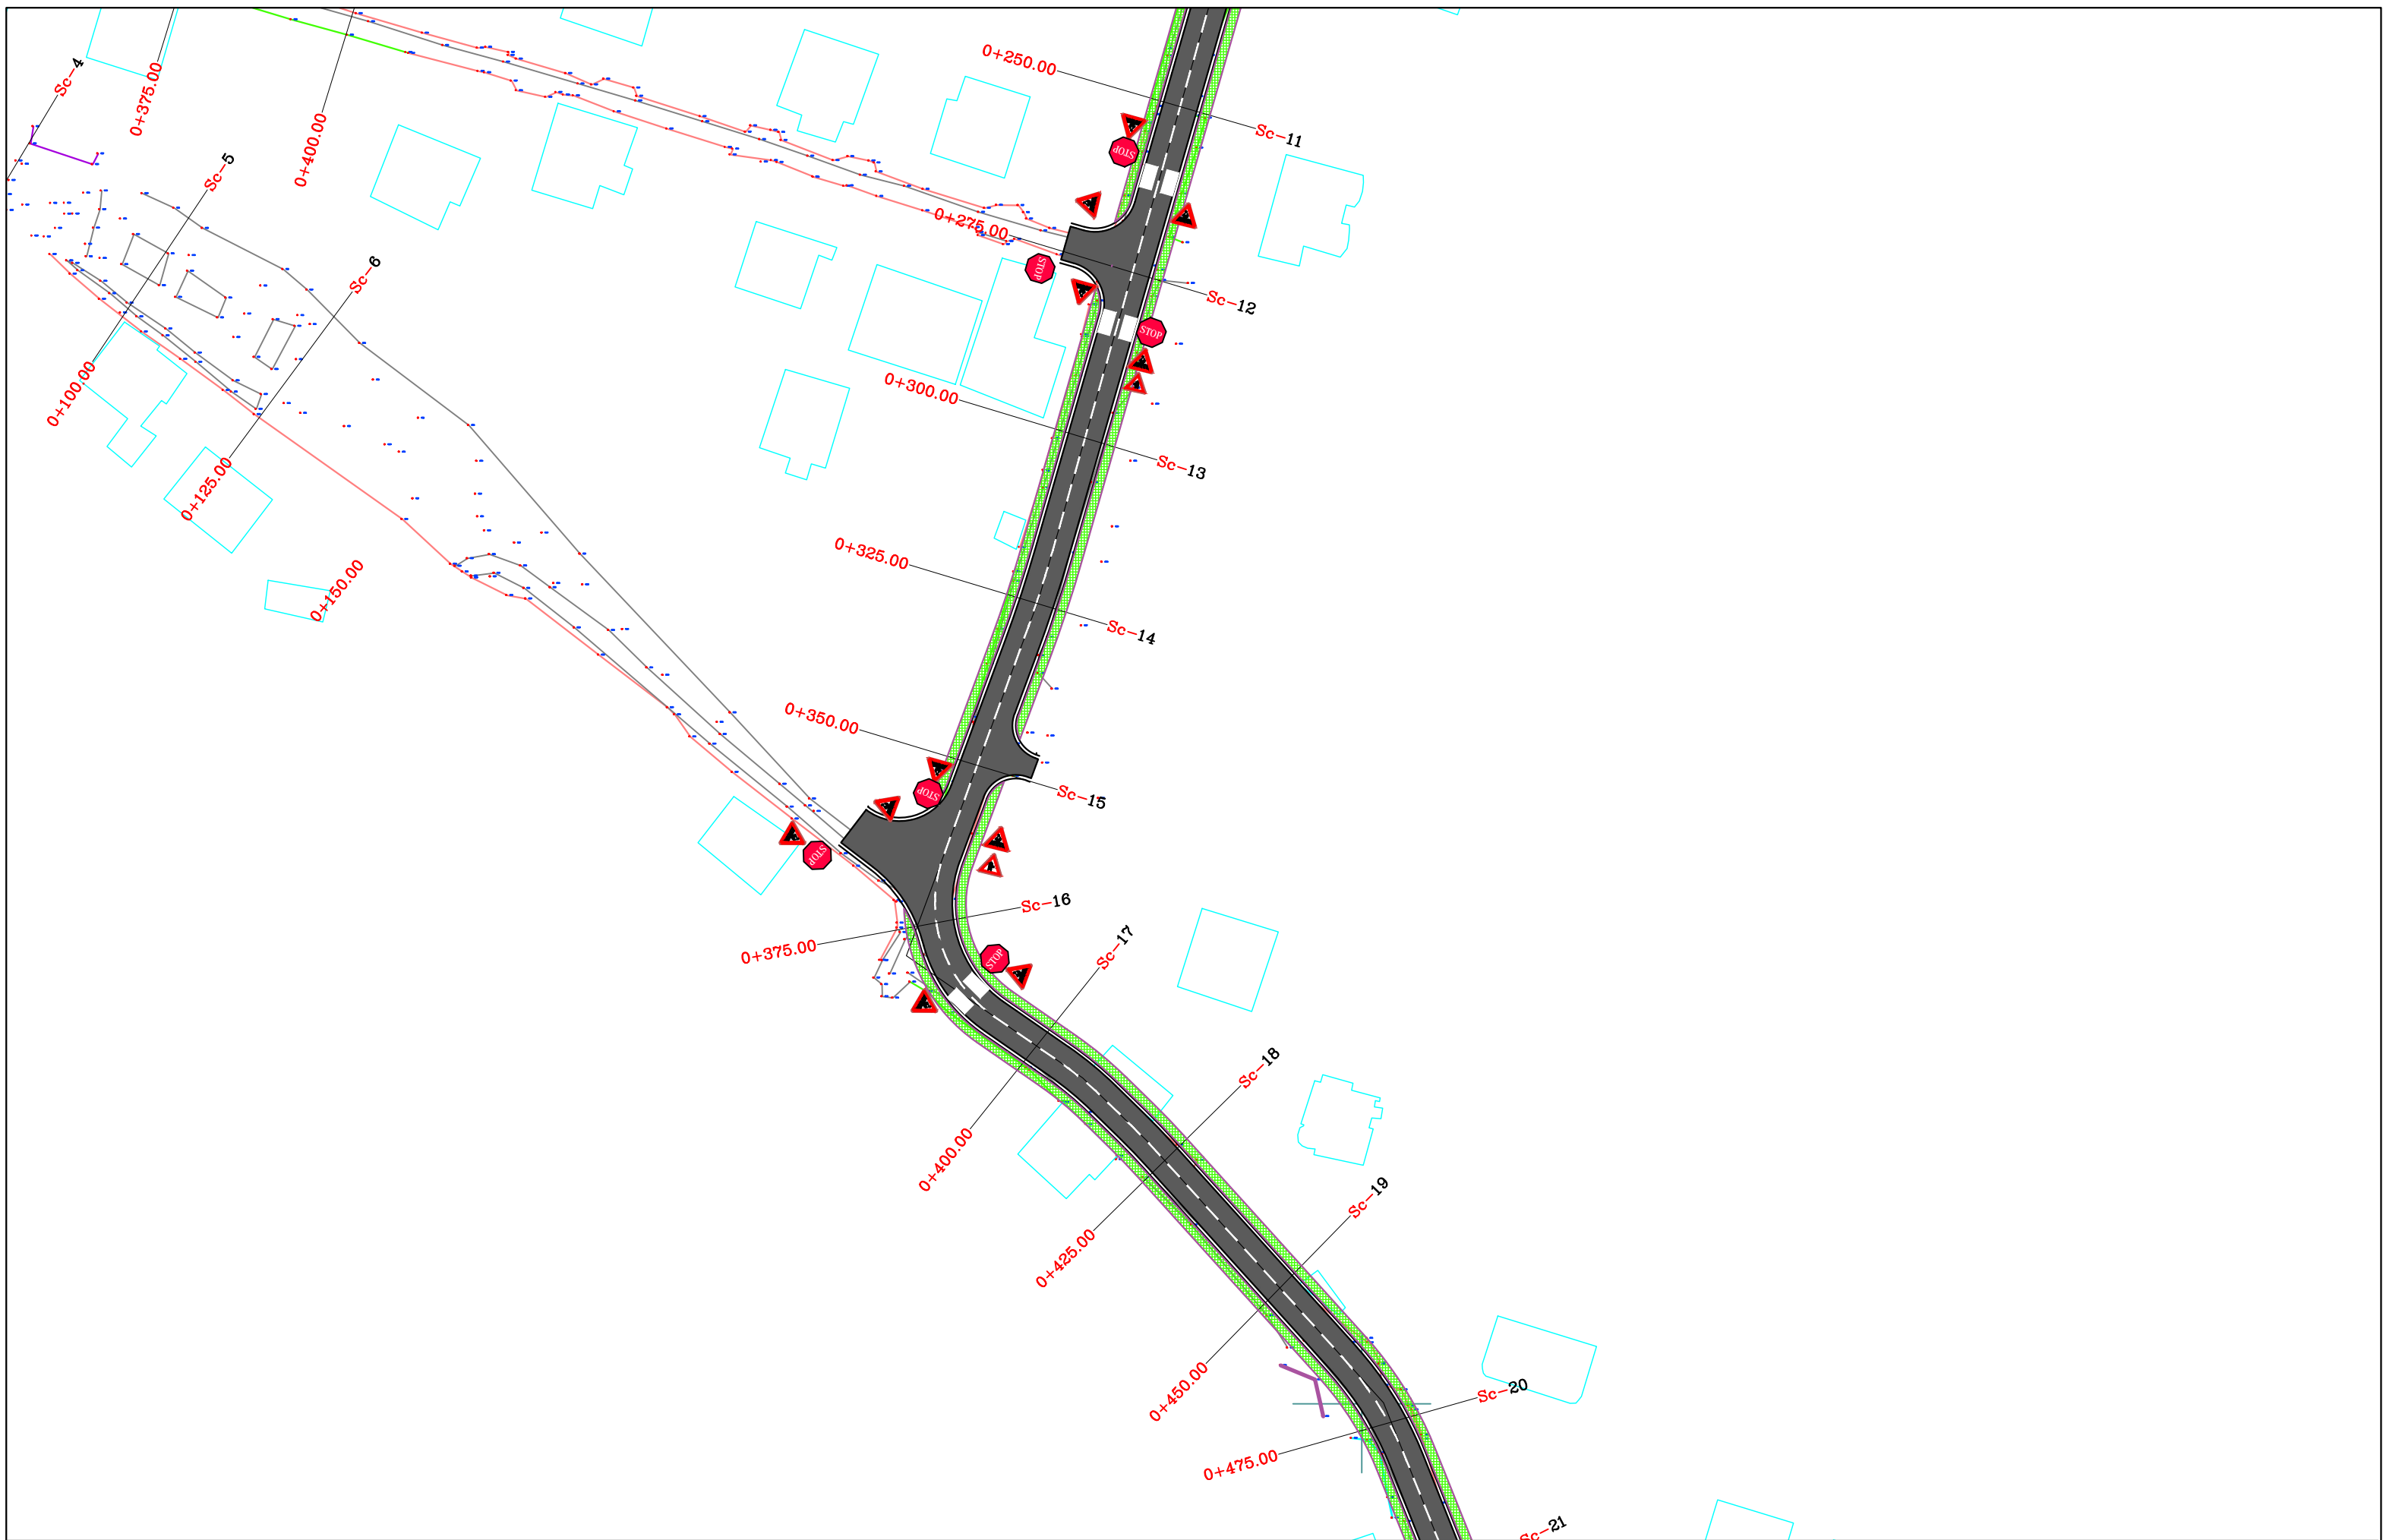 0+250.00
Sc-4
0+375.00
0+400.00
Sc-11
STOP
Sc-5
0+275.00
STOP
Sc-6
Sc-12
STOP
0+100.00
0+300.00
Sc-13
0+125.00
0+325.00
0+150.00
Sc-14
0+350.00
STOP
Sc-15
STOP
Sc-16
0+375.00
STOP
Sc-17
Sc-18
0+400.00
Sc-19
0+425.00
0+450.00
Sc-20
0+475.00
Sc-21